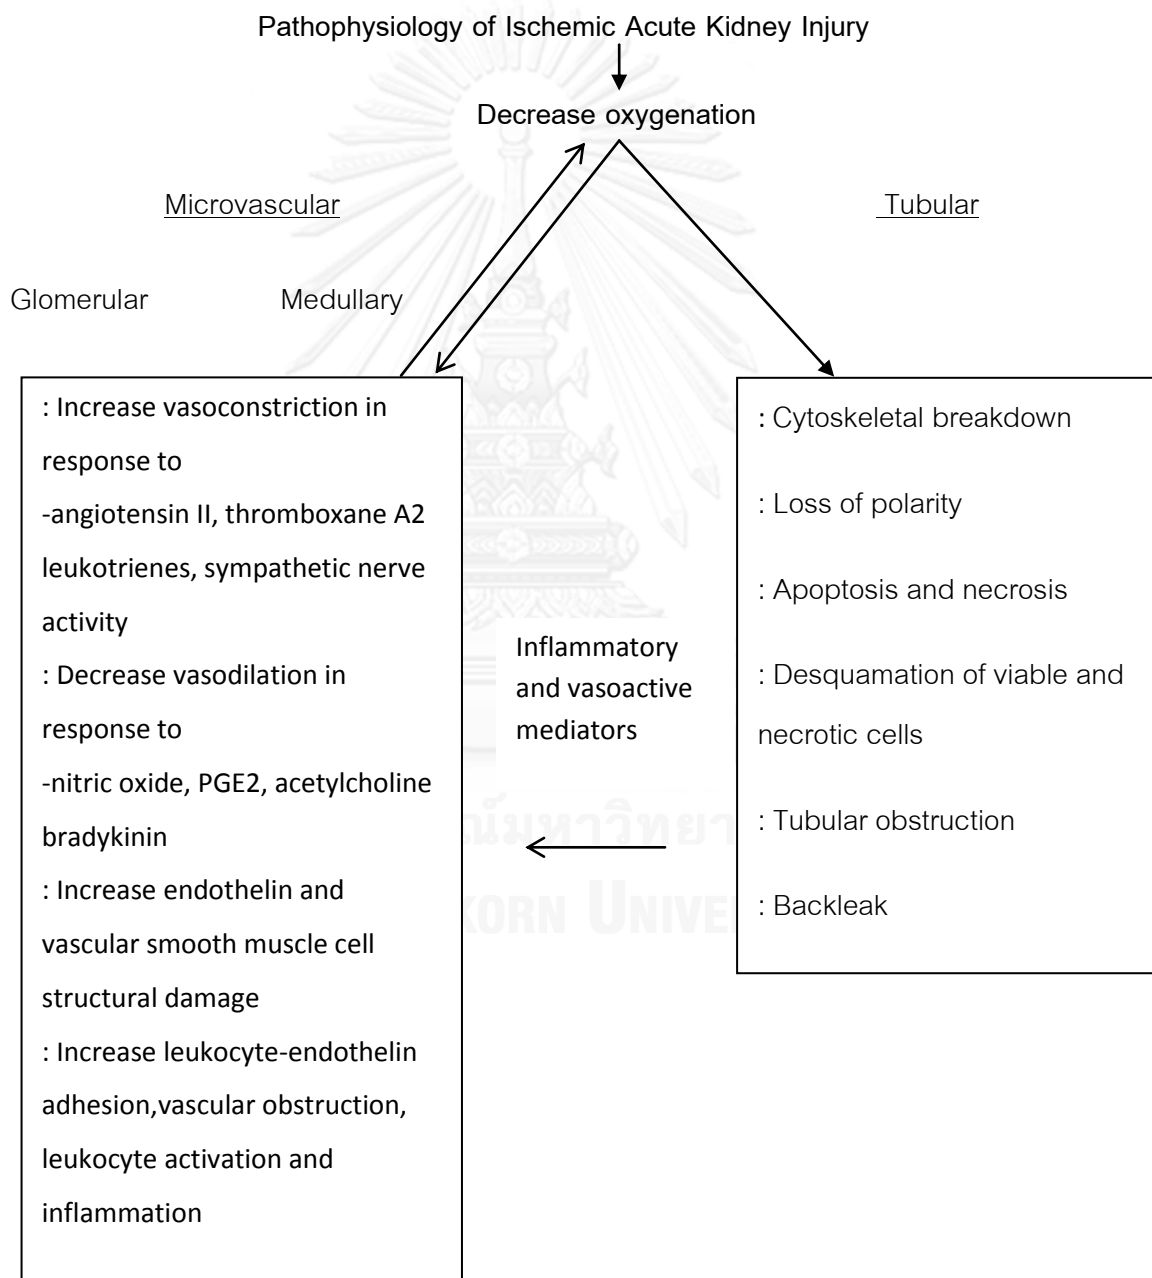 Pathophysiology of Ischemic Acute Kidney Injury
Decrease oxygenation
Microvascular
Tubular
Glomerular
Medullary
: Increase vasoconstriction in
response to
-angiotensin II, thromboxane A2
leukotrienes, sympathetic nerve
activity
: Decrease vasodilation in
response to
-nitric oxide, PGE2, acetylcholine
bradykinin
: Increase endothelin and
vascular smooth muscle cell
structural damage
: Increase leukocyte-endothelin
adhesion,vascular obstruction,
leukocyte activation and
inflammation
Inflammatory
and vasoactive
mediators
: Cytoskeletal breakdown
: Loss of polarity
: Apoptosis and necrosis
: Desquamation of viable and
necrotic cells
: Tubular obstruction
: Backleak